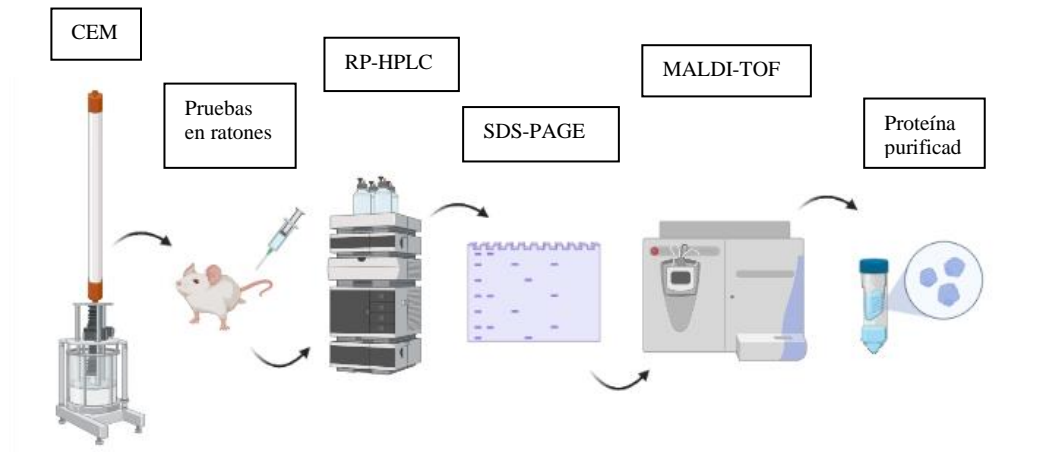 CEM
Pruebas
en ratones
RP-HPLC
SDS-PAGE
MALDI-TOF
Proteína
purificad